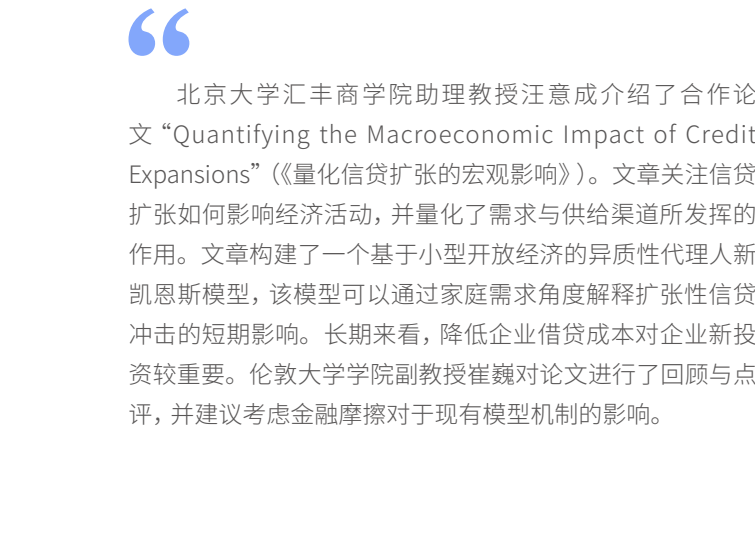 “
北京大学汇丰商学院助理教授汪意成介绍了合作论
文 “Quantifying the Macroeconomic Impact of Credit
Expansions”（《量化信贷扩张的宏观影响》）。文章关注信贷
扩张如何影响经济活动，并量化了需求与供给渠道所发挥的
作用。文章构建了一个基于小型开放经济的异质性代理人新
凯恩斯模型，该模型可以通过家庭需求角度解释扩张性信贷
冲击的短期影响。长期来看，降低企业借贷成本对企业新投
资较重要。伦敦大学学院副教授崔巍对论文进行了回顾与点
评，并建议考虑金融摩擦对于现有模型机制的影响。